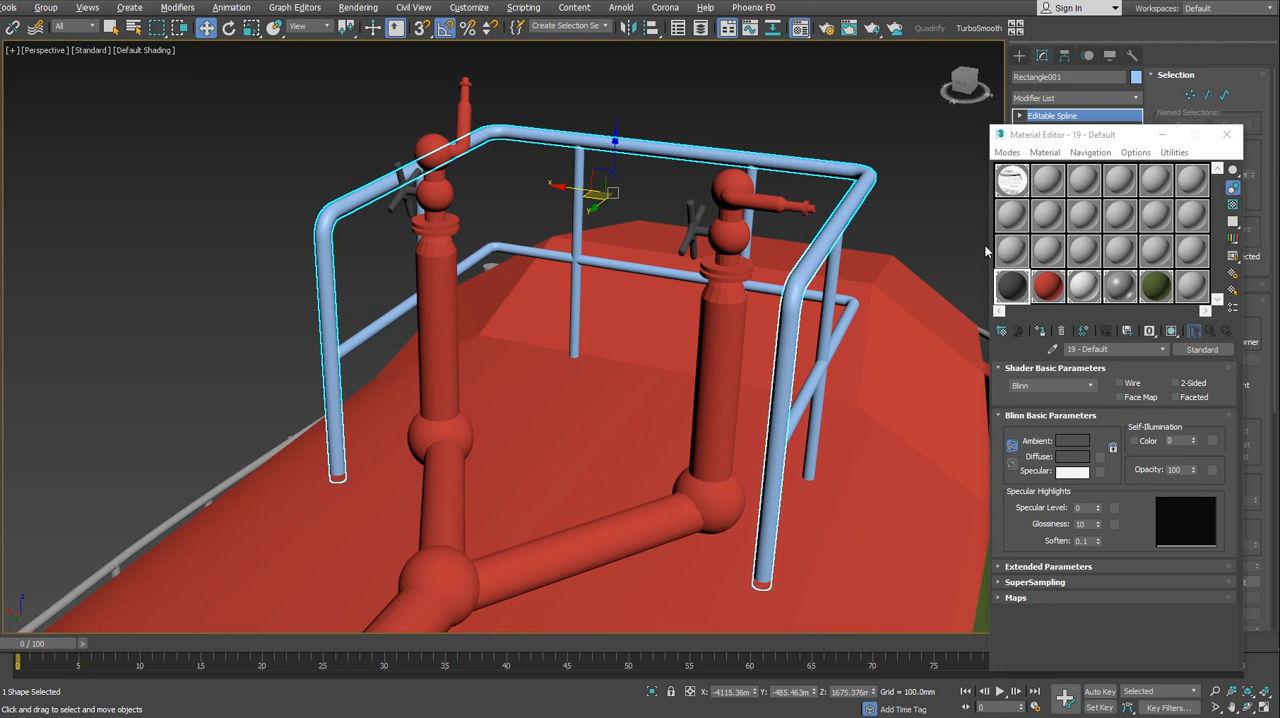 Group Views Create Modifiers Animation Graph Editors Rendering Civil View Customize Scripting Content Arnold Corona Help Phoenix FD Sign In Workspaces: Default
All View Create Selection Se Quadrify TurboSmooth
[+] [Perspective] [Standard] [Default Shading]
Rectangle001
Modifier List
Editable Spline
Selection
Named Selections:
Material Editor - 19 - Default
Modes Material Navigation Options Utilities
19 - Default Standard
Shader Basic Parameters
Blinn Wire 2-Sided
Face Map Faceted
Blinn Basic Parameters
Self-Illumination
Ambient: Color 0
Diffuse:
Specular: Opacity: 100
Specular Highlights
Specular Level: 0
Glossiness: 10
Soften: 0.1
Extended Parameters
SuperSampling
Maps
x
y
0 / 100
0 5 10 15 20 25 30 35 40 45 50 55 60 65 70 75
1 Shape Selected X: -4115.36m Y: -485.463m Z: 1675.376m Grid = 100.0mm Auto Key Selected
Click and drag to select and move objects Add Time Tag 0 Set Key Key Filters...